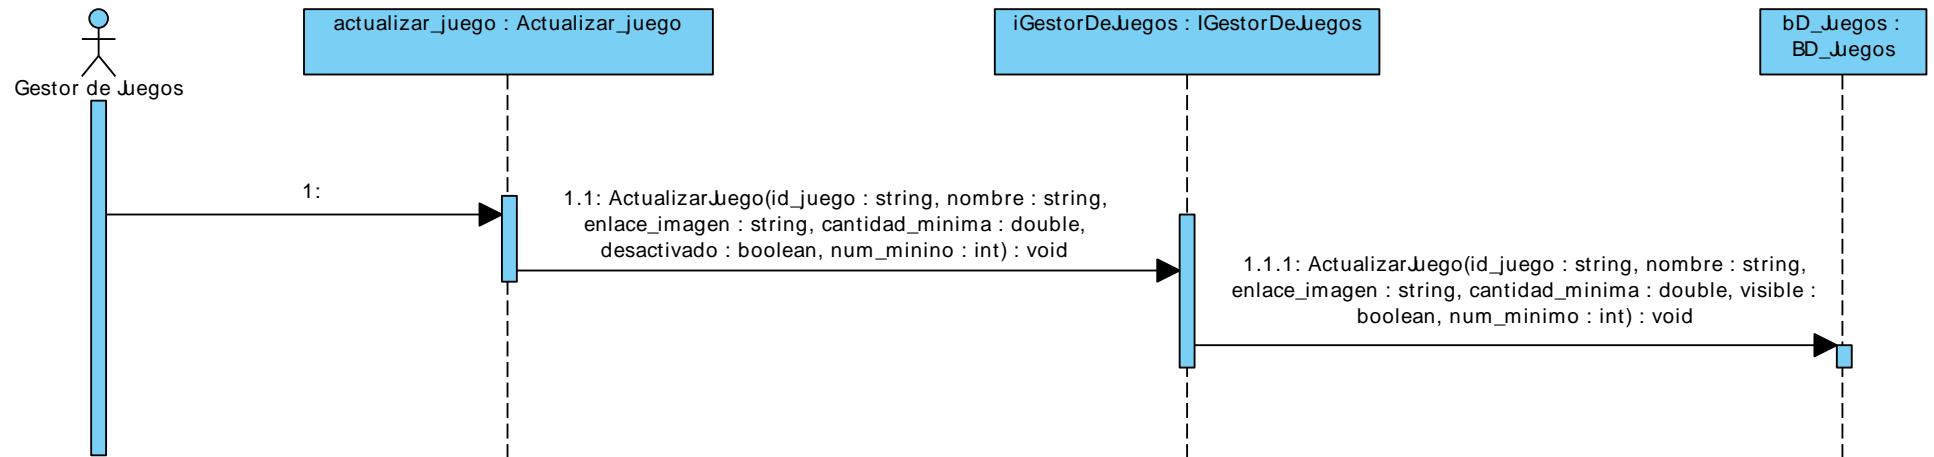 actualizar_juego : Actualizar_juego
iGestorDeJuegos : IGestorDeJuegos
bD_Juegos :
BD_Juegos
Gestor de Juegos
1:
1.1: ActualizarJuego(id_juego : string, nombre : string,
enlace_imagen : string, cantidad_minima : double,
desactivado : boolean, num_minino : int) : void
1.1.1: ActualizarJuego(id_juego : string, nombre : string,
enlace_imagen : string, cantidad_minima : double, visible :
boolean, num_minimo : int) : void